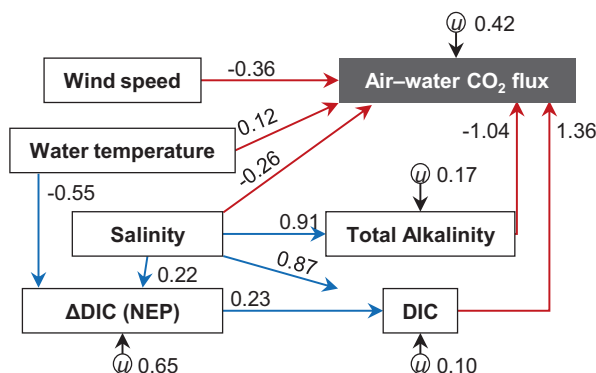 u 0.42
Wind speed
-0.36
Air–water CO₂ flux
0.12
-1.04
1.36
Water temperature
-0.26
-0.55
u 0.17
Salinity
0.91
Total Alkalinity
0.87
0.22
ΔDIC (NEP)
0.23
DIC
u 0.65
u 0.10